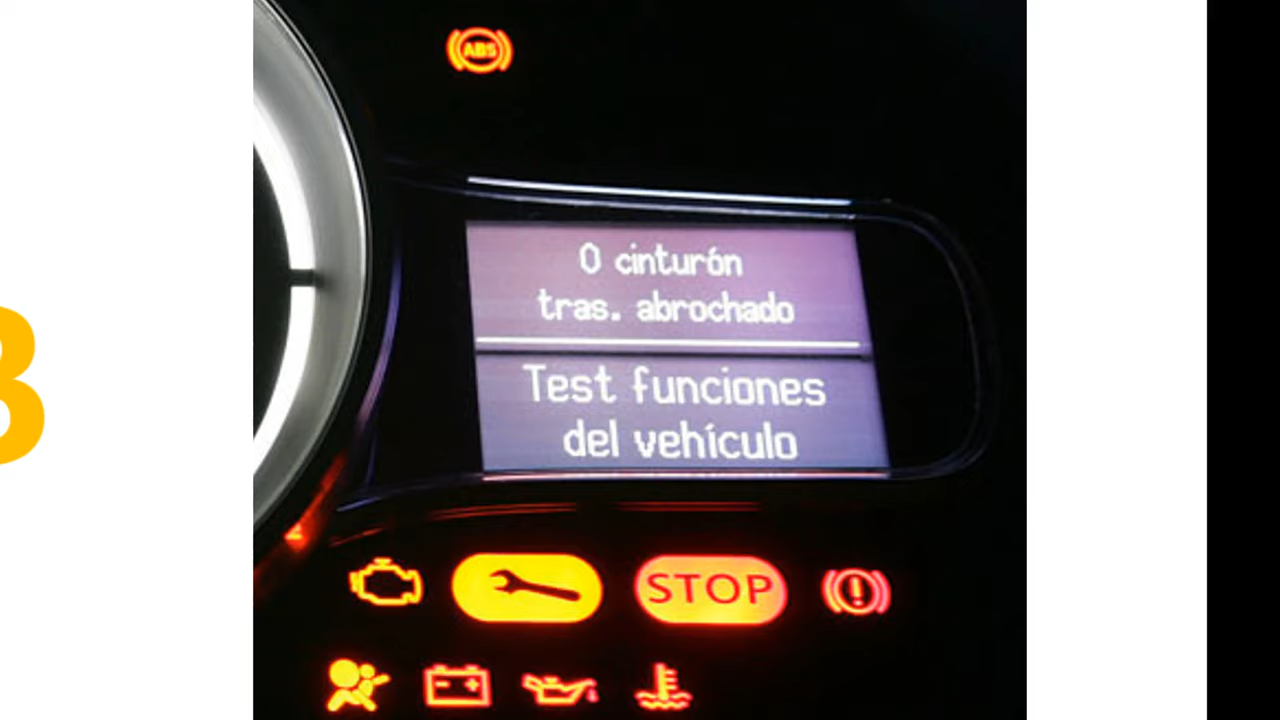 ABS
0 cinturón
tras. abrochado
Test funciones
del vehículo
STOP